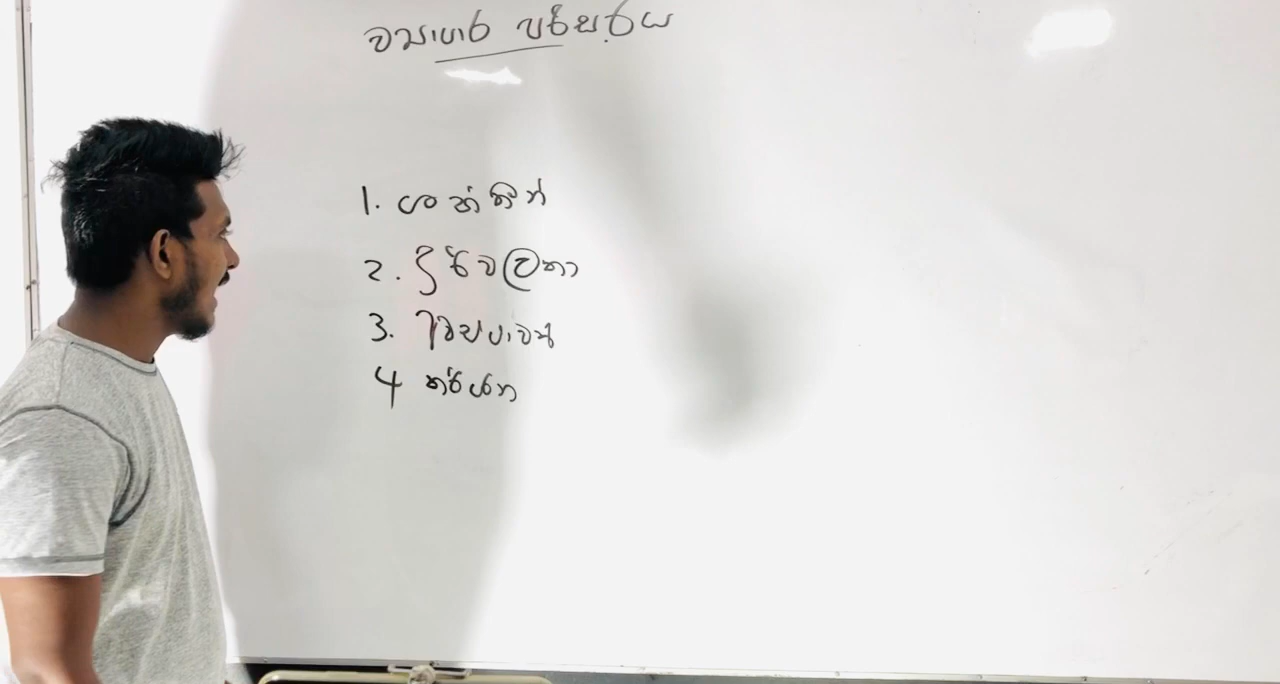 ව්‍යාපාර පරිසරය
1. ශක්තීන්
2. දුර්වලතා
3. අවස්ථාවන්
4 තර්ජන